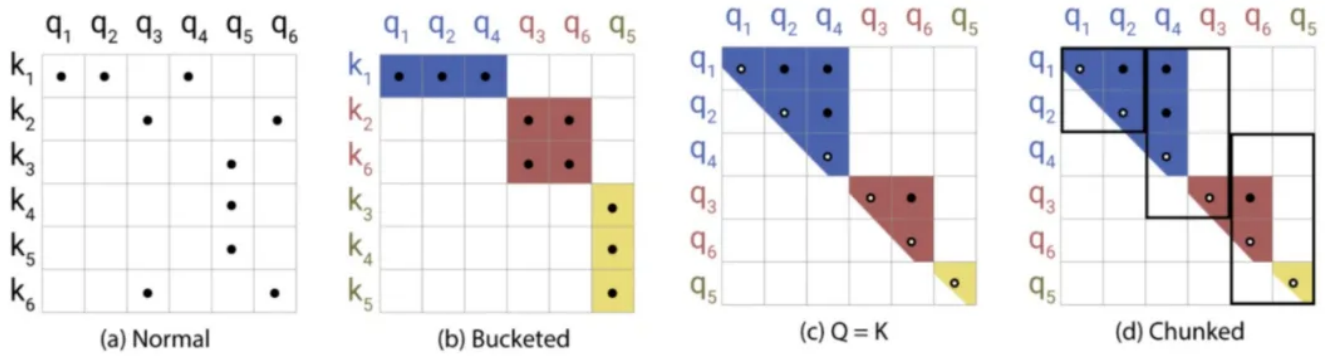 q1 q2 q3 q4 q5 q6
k1
k2
k3
k4
k5
k6
(a) Normal
q1 q2 q4 q3 q6 q5
k1
k2
k6
k3
k4
k5
(b) Bucketed
q1 q2 q4 q3 q6 q5
q1
q2
q4
q3
q6
q5
(c) Q = K
q1 q2 q4 q3 q6 q5
q1
q2
q4
q3
q6
q5
(d) Chunked